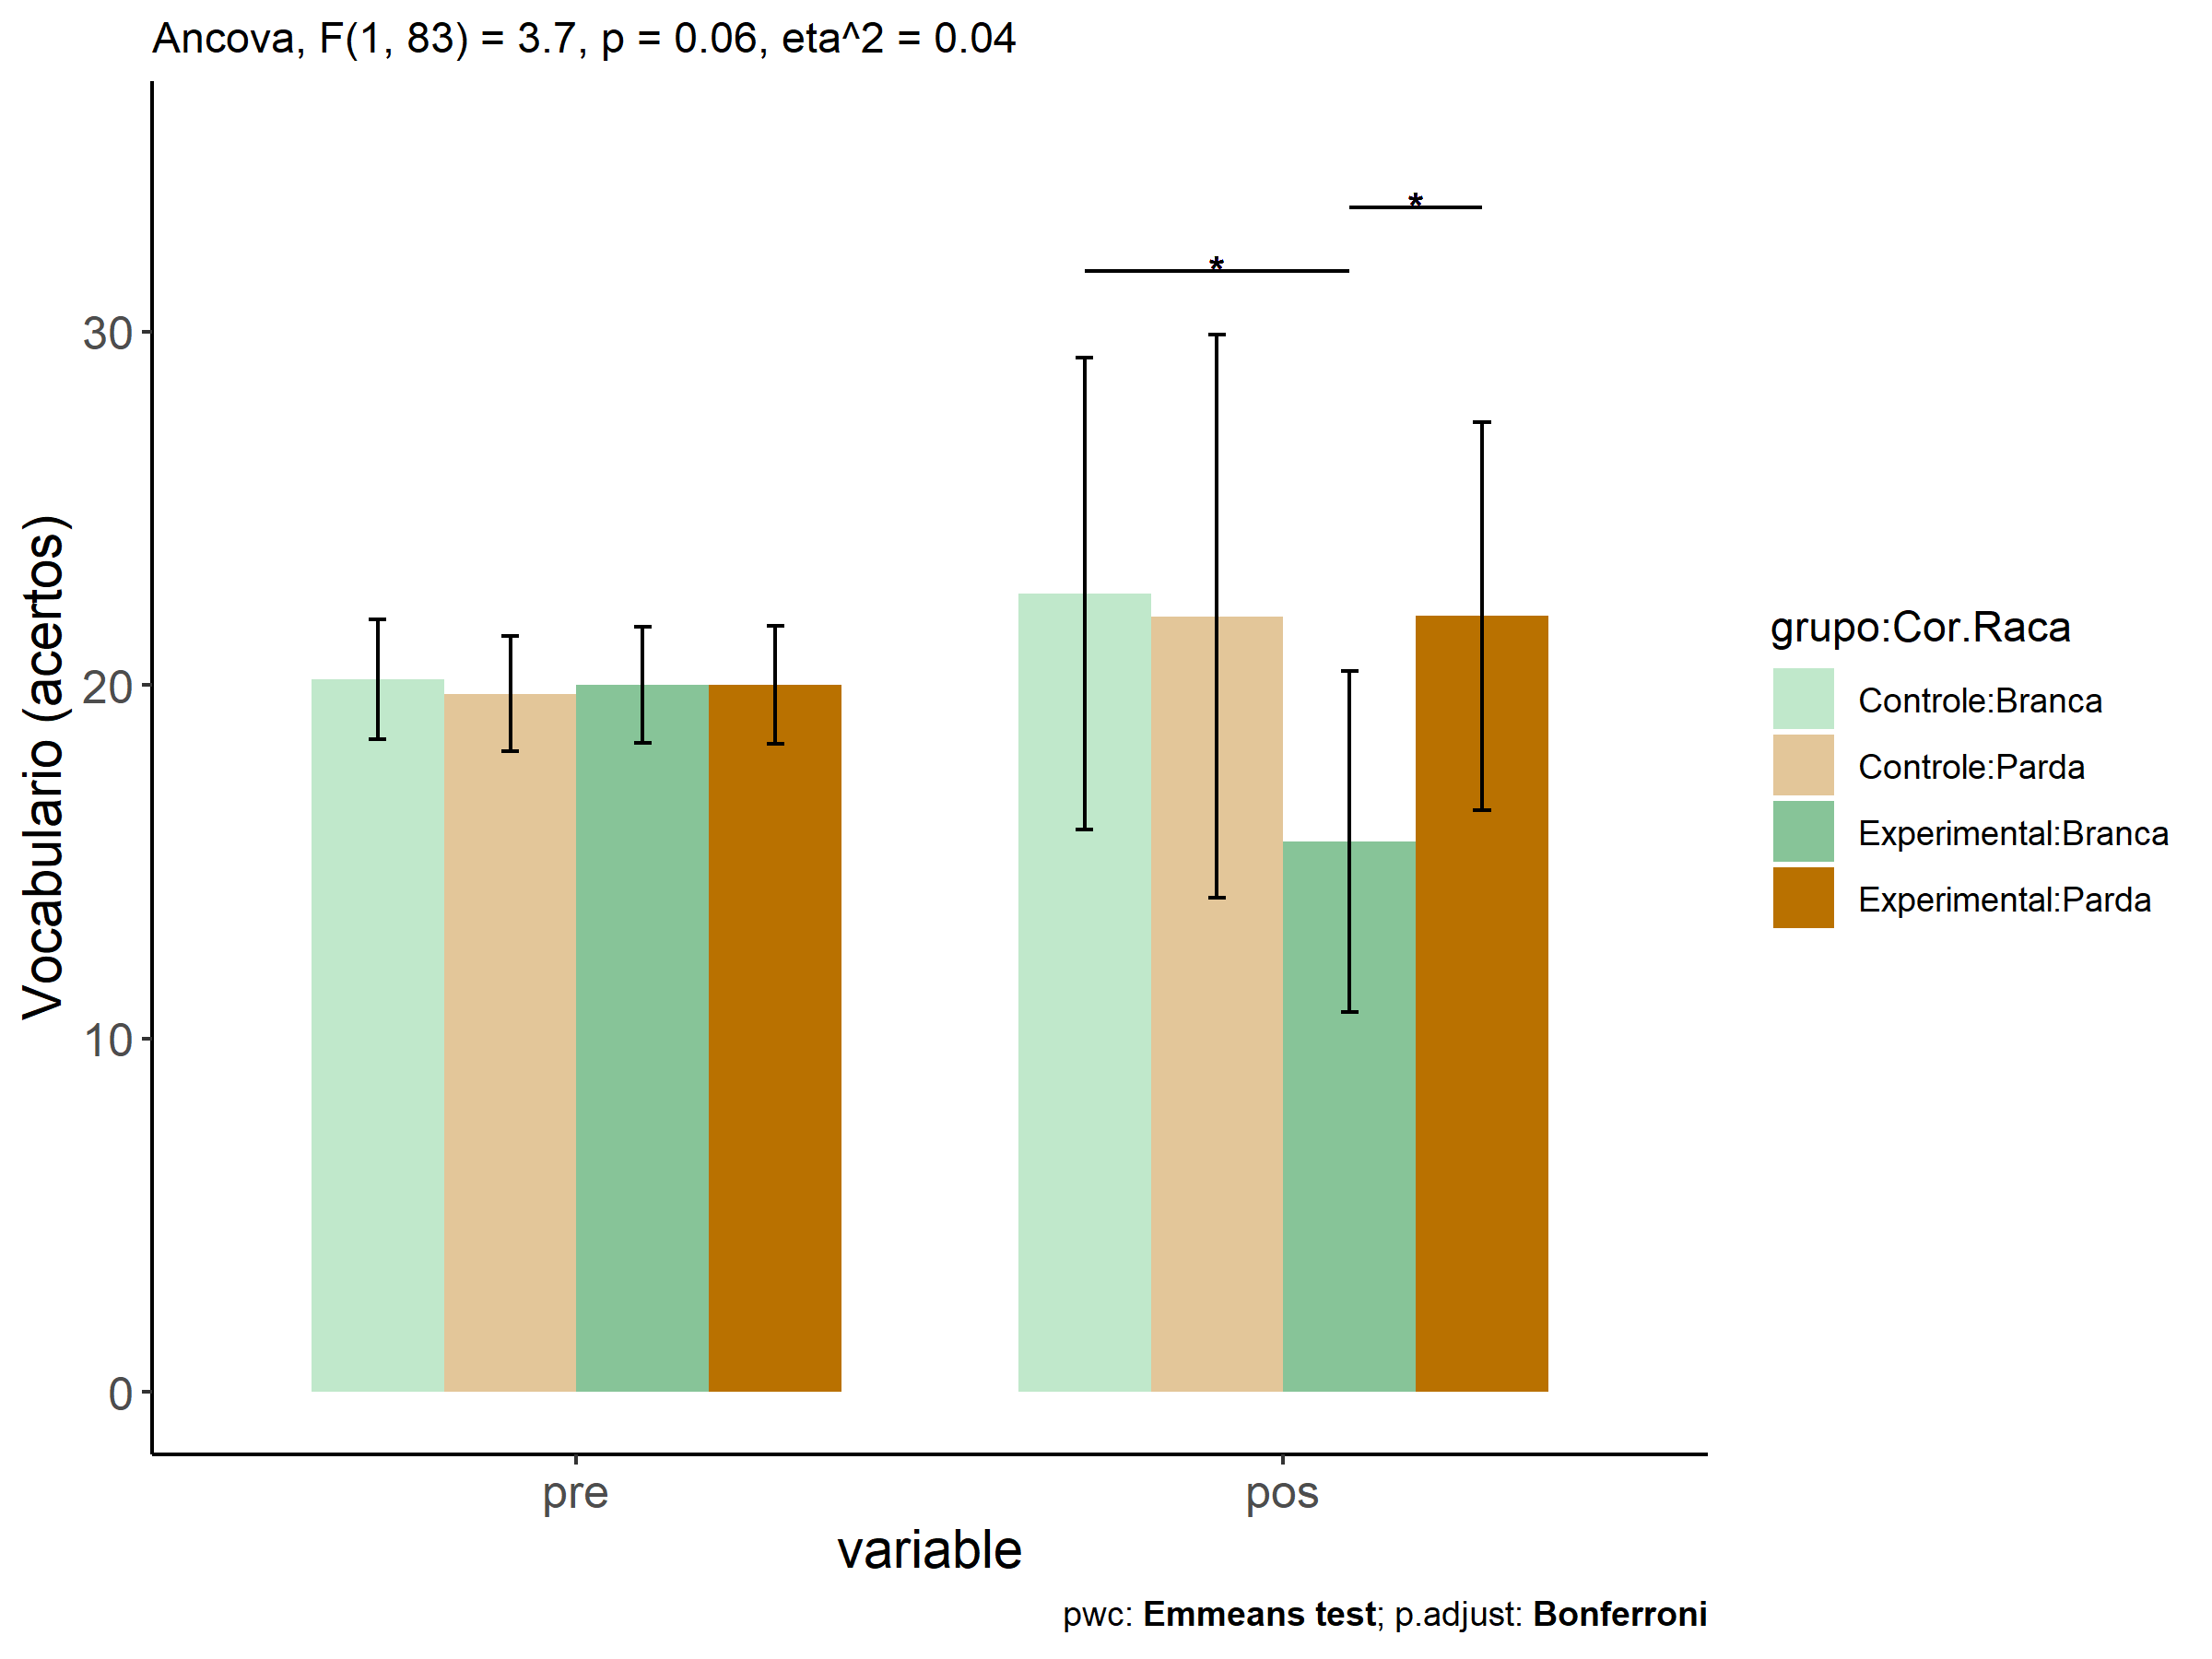 Ancova, F(1, 83) = 3.7, p = 0.06, eta^2 = 0.04
*
*
30
20
10
0
Vocabulario (acertos)
pre
pos
variable
grupo:Cor.Raca
Controle:Branca
Controle:Parda
Experimental:Branca
Experimental:Parda
pwc: Emmeans test; p.adjust: Bonferroni